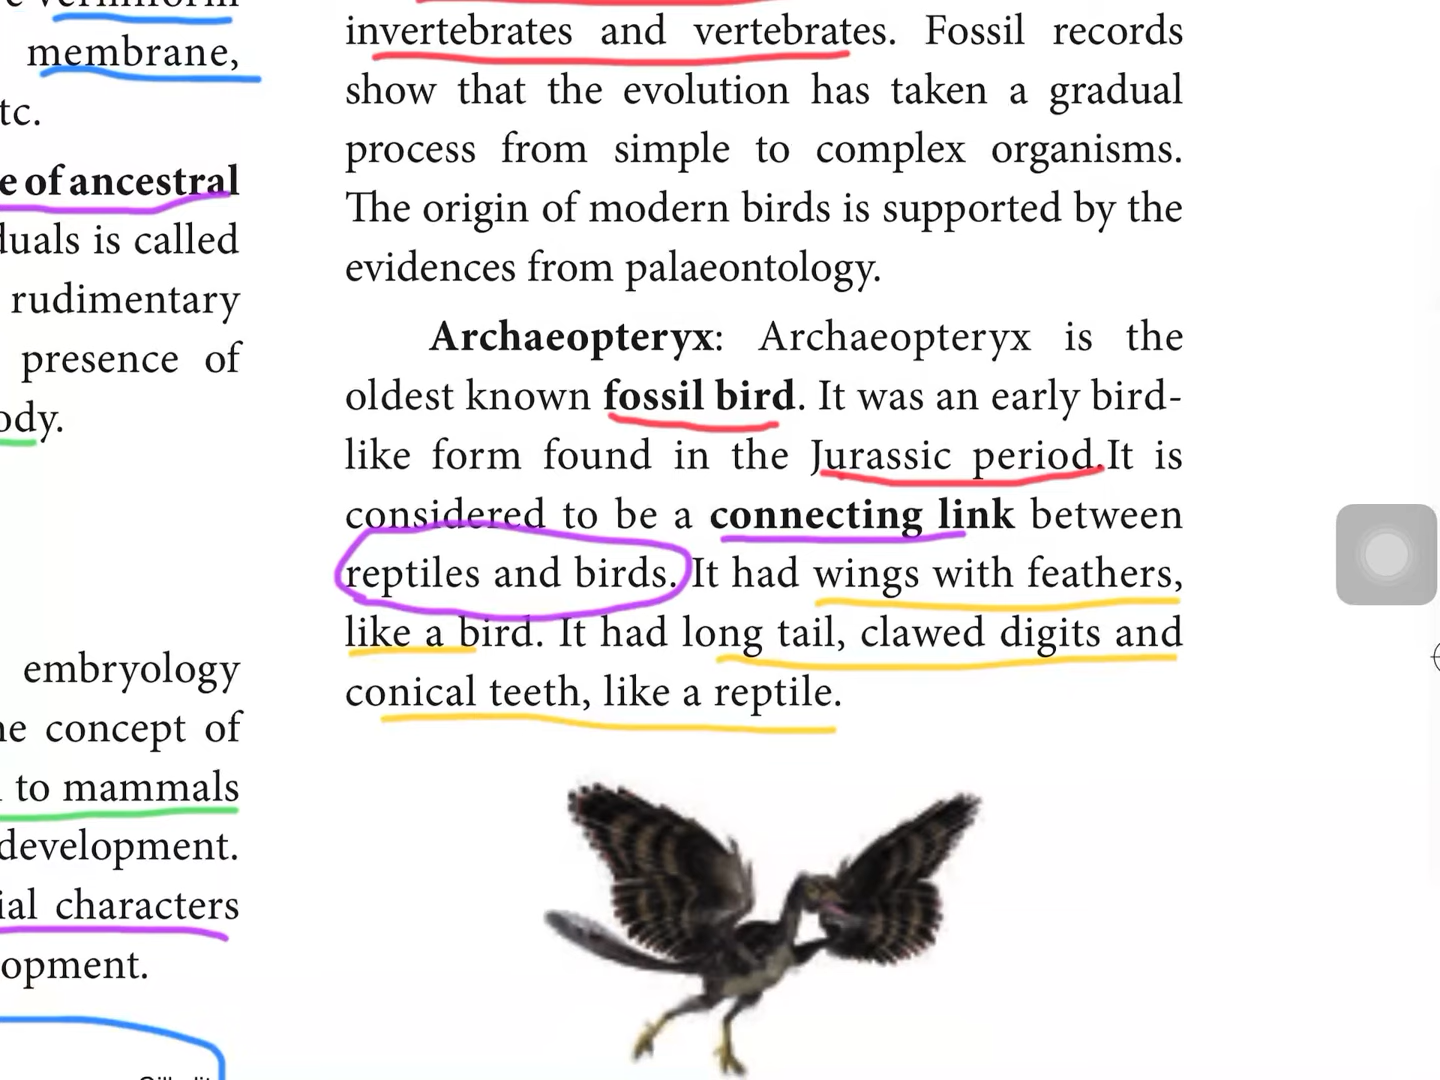 membrane,
tc.
e of ancestral
duals is called
rudimentary
presence of
ody.
embryology
ne concept of
to mammals
development.
ial characters
opment.
invertebrates and vertebrates. Fossil records
show that the evolution has taken a gradual
process from simple to complex organisms.
The origin of modern birds is supported by the
evidences from palaeontology.
Archaeopteryx: Archaeopteryx is the
oldest known fossil bird. It was an early bird-
like form found in the Jurassic period.It is
considered to be a connecting link between
reptiles and birds. It had wings with feathers,
like a bird. It had long tail, clawed digits and
conical teeth, like a reptile.